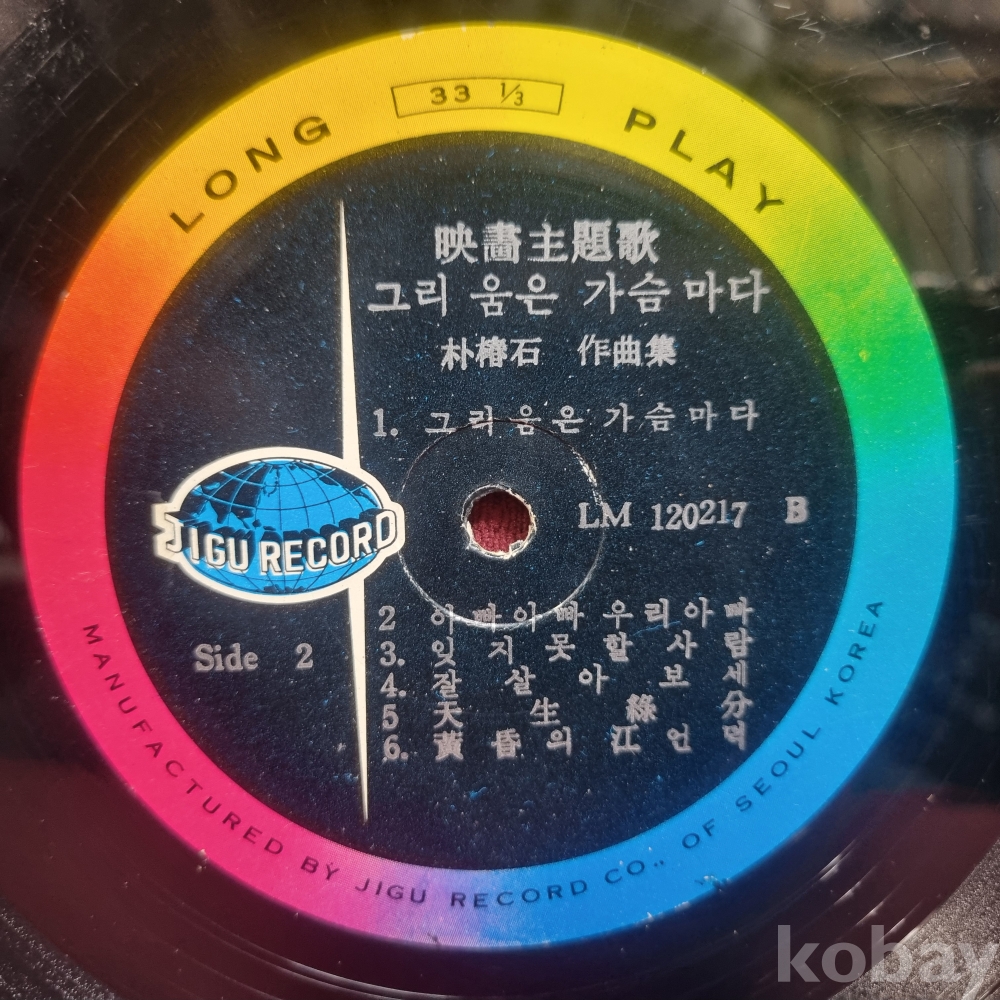 LONG PLAY
33 1/3
映畵主題歌
그리움은 가슴마다
朴椿石 作曲集
1. 그리움은 가슴마다
LM 120217 B
JIGU RECORD
Side 2
2 이빠이빠 우리아빠
3. 잊지못할사람
4. 잘살아보세
5 天生緣分
6. 黃昏의 江언덕
MANUFACTURED BY JIGU RECORD CO., OF SEOUL KOREA
kobay